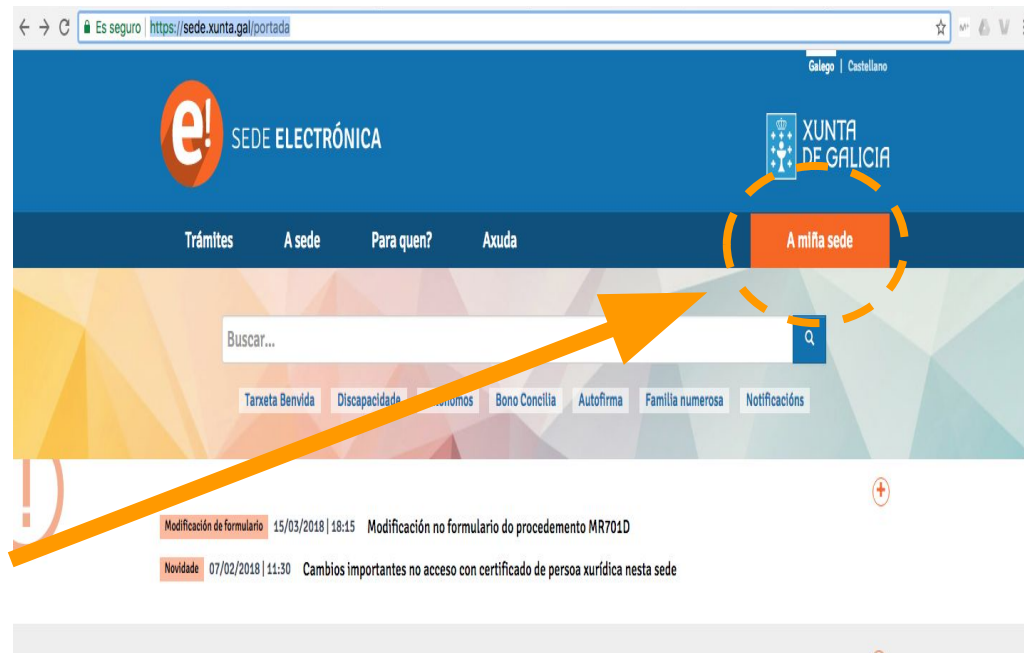 Es seguro | https://sede.xunta.gal/portada
Galego | Castellano
e! SEDE ELECTRÓNICA
XUNTA
DE GALICIA
Trámites A sede Para quen? Axuda A miña sede
Buscar...
Tarxeta Benvida Discapacidade Bono Concilia Autofirma Familia numerosa Notificacións
Modificación de formulario 15/03/2018 | 18:15 Modificación no formulario do procedemento MR701D
Novidade 07/02/2018 | 11:30 Cambios importantes no acceso con certificado de persoa xurídica nesta sede